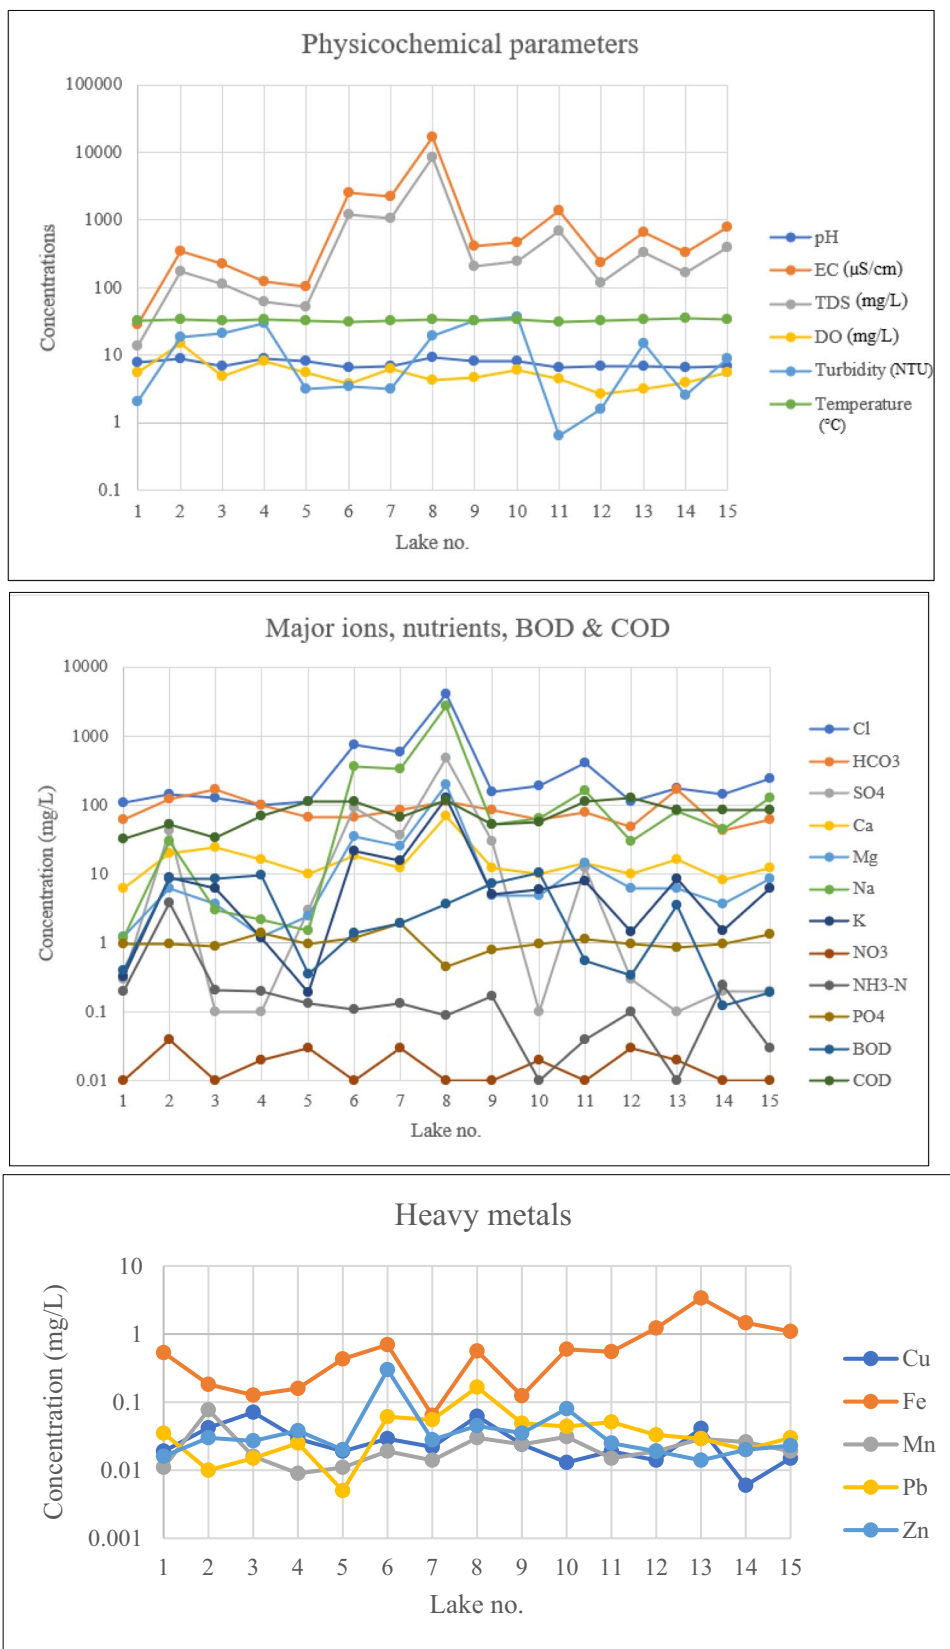 Physicochemical parameters
100000
10000
1000
100
10
1
0.1
Concentrations
1 2 3 4 5 6 7 8 9 10 11 12 13 14 15
Lake no.
pH
EC (µS/cm)
TDS (mg/L)
DO (mg/L)
Turbidity (NTU)
Temperature
(°C)
Major ions, nutrients, BOD & COD
10000
1000
100
10
1
0.1
0.01
Concentration (mg/L)
1 2 3 4 5 6 7 8 9 10 11 12 13 14 15
Lake no.
Cl
HCO3
SO4
Ca
Mg
Na
K
NO3
NH3-N
PO4
BOD
COD
Heavy metals
10
1
0.1
0.01
0.001
Concentration (mg/L)
1 2 3 4 5 6 7 8 9 10 11 12 13 14 15
Lake no.
Cu
Fe
Mn
Pb
Zn